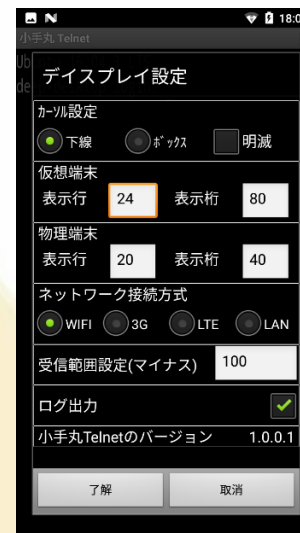 18:0
小手丸 Telnet
Ub
de
デイスプレイ設定
ｶｰｿﾙ設定
下線 ﾎﾞｯｸｽ 明滅
仮想端末
表示行 24 表示桁 80
物理端末
表示行 20 表示桁 40
ネットワーク接続方式
WIFI 3G LTE LAN
受信範囲設定(マイナス) 100
ログ出力
小手丸Telnetのバージョン 1.0.0.1
了解 取消